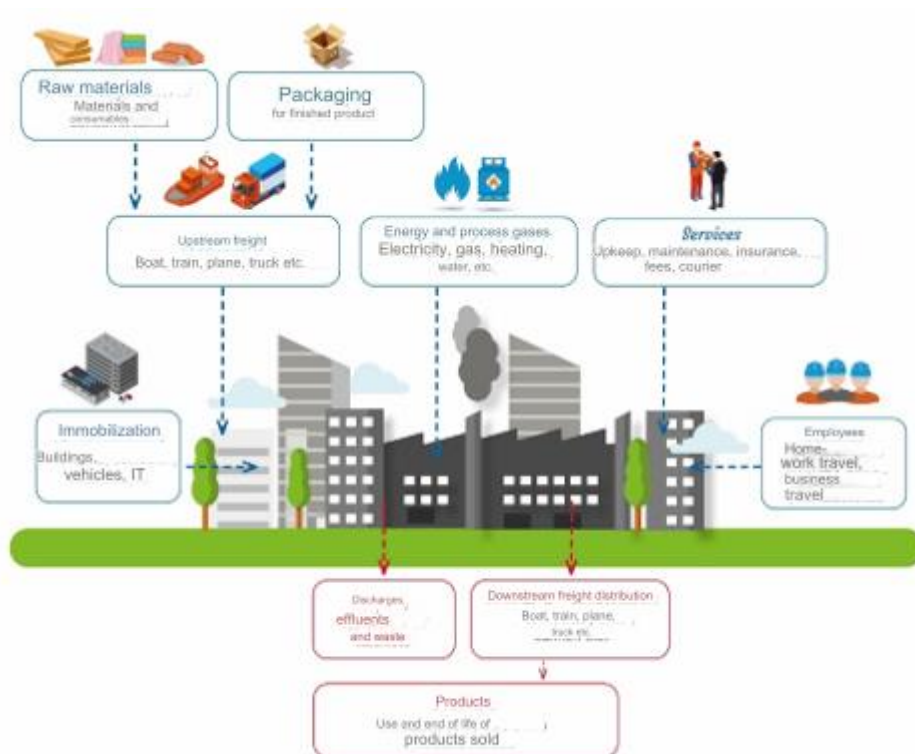 Raw materials
Materials and
consumables
Packaging
for finished product
Upstream freight
Boat, train, plane, truck etc.
Energy and process gases
Electricity, gas, heating,
water, etc.
Services
Upkeep, maintenance, insurance,
fees, courier
Immobilization
Buildings,
vehicles, IT
Employees
Home-
work travel,
business
travel
Discharges,
effluents
and waste
Downstream freight distribution
Boat, train, plane,
truck etc.
Products
Use and end of life of
products sold